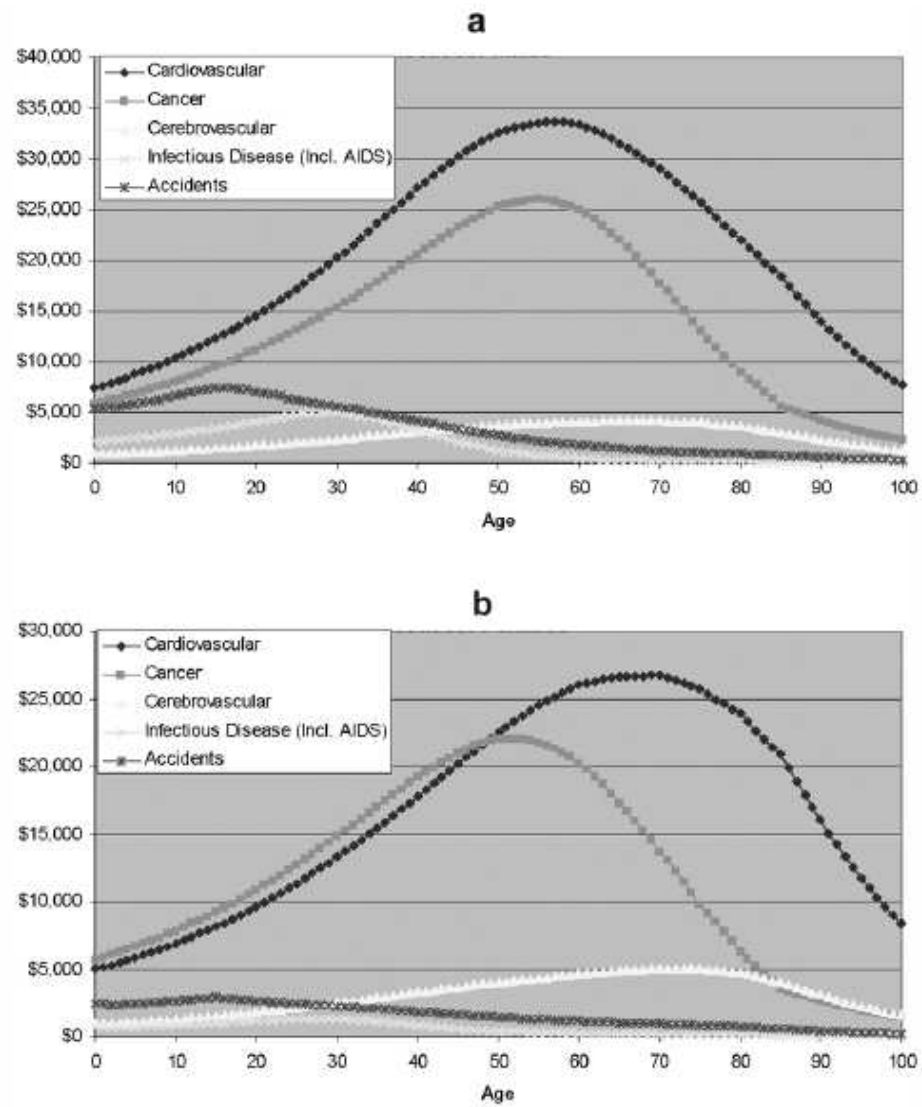 a
$40,000
$35,000
$30,000
$25,000
$20,000
$15,000
$10,000
$5,000
$0
Cardiovascular
Cancer
Cerebrovascular
Infectious Disease (Incl. AIDS)
Accidents
0 10 20 30 40 50 60 70 80 90 100
Age
b
$30,000
$25,000
$20,000
$15,000
$10,000
$5,000
$0
Cardiovascular
Cancer
Cerebrovascular
Infectious Disease (Incl. AIDS)
Accidents
0 10 20 30 40 50 60 70 80 90 100
Age